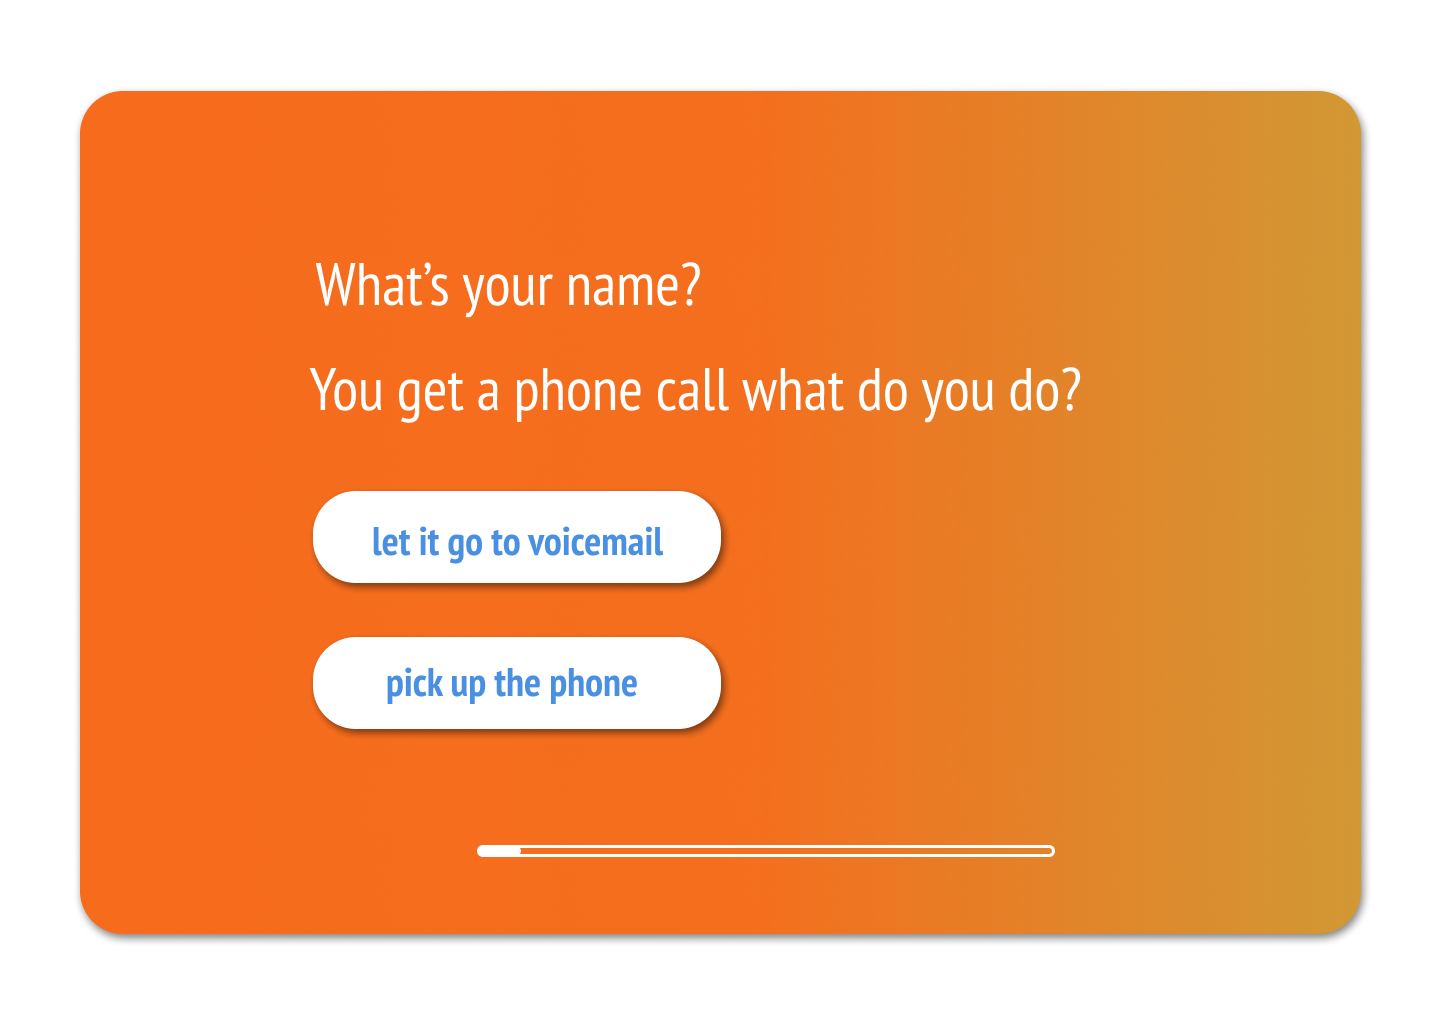 What’s your name?
You get a phone call what do you do?
let it go to voicemail
pick up the phone